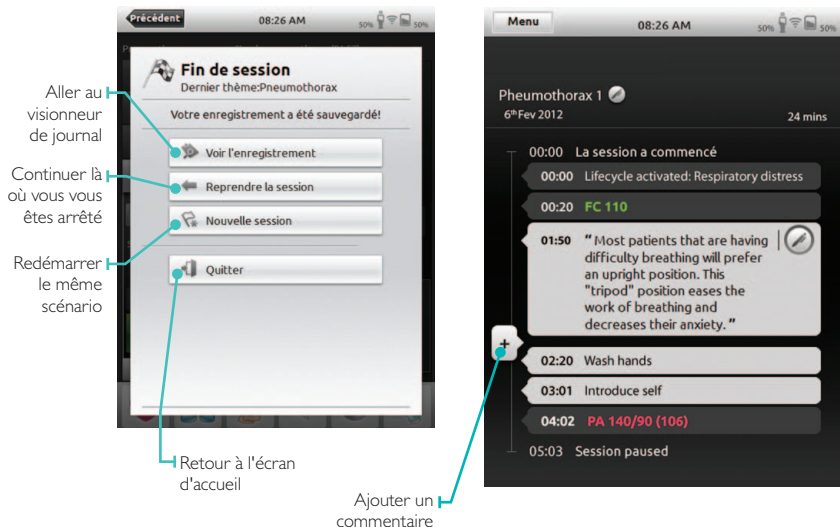 Précédent
08:26 AM
50%
50%
Fin de session
Dernier thème:Pneumothorax
Votre enregistrement a été sauvegardé!
Voir l'enregistrement
Reprendre la session
Nouvelle session
Quitter
Aller au
visionneur
de journal
Continuer là
où vous vous
êtes arrêté
Redémarrer
le même
scénario
Retour à l'écran
d'accueil
Menu
08:26 AM
50%
50%
Pheumothorax 1
6th Fev 2012
24 mins
00:00 La session a commencé
00:00 Lifecycle activated: Respiratory distress
00:20 FC 110
01:50 "Most patients that are having
difficulty breathing will prefer
an upright position. This
"tripod" position eases the
work of breathing and
decreases their anxiety."
+
02:20 Wash hands
03:01 Introduce self
04:02 PA 140/90 (106)
05:03 Session paused
Ajouter un
commentaire